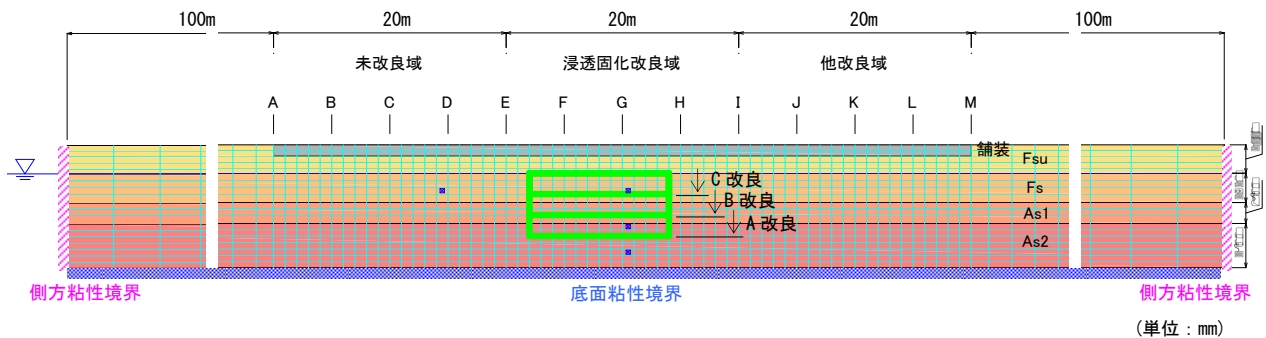 100m 20m 20m 20m 100m
未改良域 浸透固化改良域 他改良域
A B C D E F G H I J K L M
舗装
Fsu
C 改良
Fs
B 改良
As1
A 改良
As2
側方粘性境界 底面粘性境界 側方粘性境界
(単位：mm)